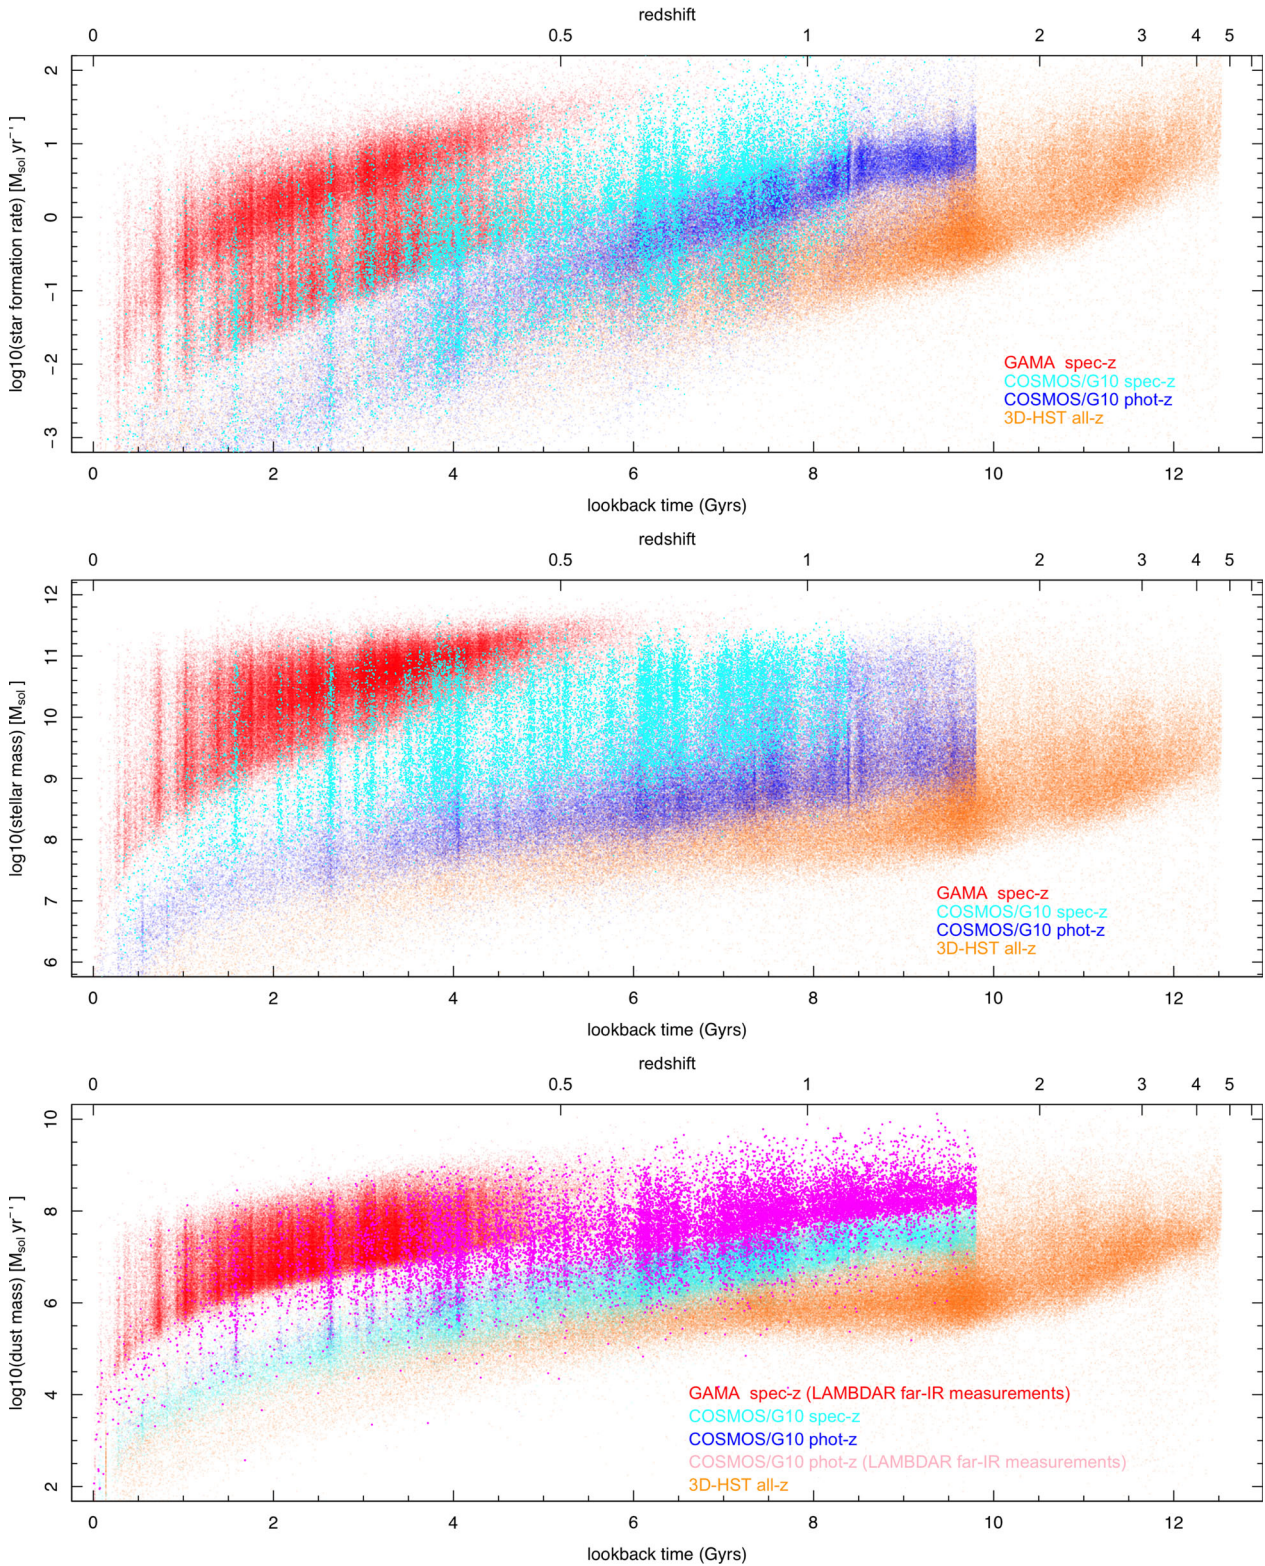 redshift
0 0.5 1 2 3 4 5
log10(star formation rate) [Msol yr⁻¹]
2
1
0
−1
−2
−3
GAMA spec-z
COSMOS/G10 spec-z
COSMOS/G10 phot-z
3D-HST all-z
0 2 4 6 8 10 12
lookback time (Gyrs)
redshift
0 0.5 1 2 3 4 5
log10(stellar mass) [Msol]
12
11
10
9
8
7
6
GAMA spec-z
COSMOS/G10 spec-z
COSMOS/G10 phot-z
3D-HST all-z
0 2 4 6 8 10 12
lookback time (Gyrs)
redshift
0 0.5 1 2 3 4 5
log10(dust mass) [Msol yr⁻¹]
10
8
6
4
2
GAMA spec-z (LAMBDAR far-IR measurements)
COSMOS/G10 spec-z
COSMOS/G10 phot-z
COSMOS/G10 phot-z (LAMBDAR far-IR measurements)
3D-HST all-z
0 2 4 6 8 10 12
lookback time (Gyrs)